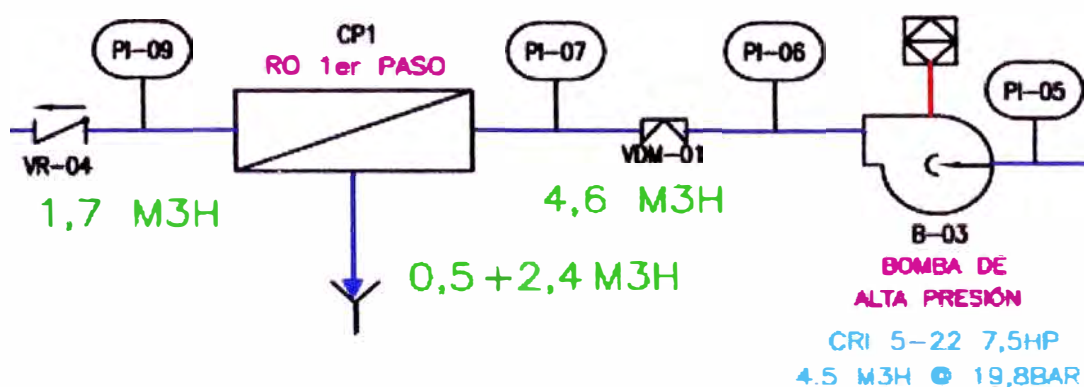 PI-09
CP1
RO 1er PASO
PI-07
PI-06
PI-05
VR-04
VDM-01
1,7 M3H
4,6 M3H
0,5+2,4 M3H
B-03
BOMBA DE
ALTA PRESIÓN
CRI 5-22 7,5HP
4.5 M3H @ 19,8BAR